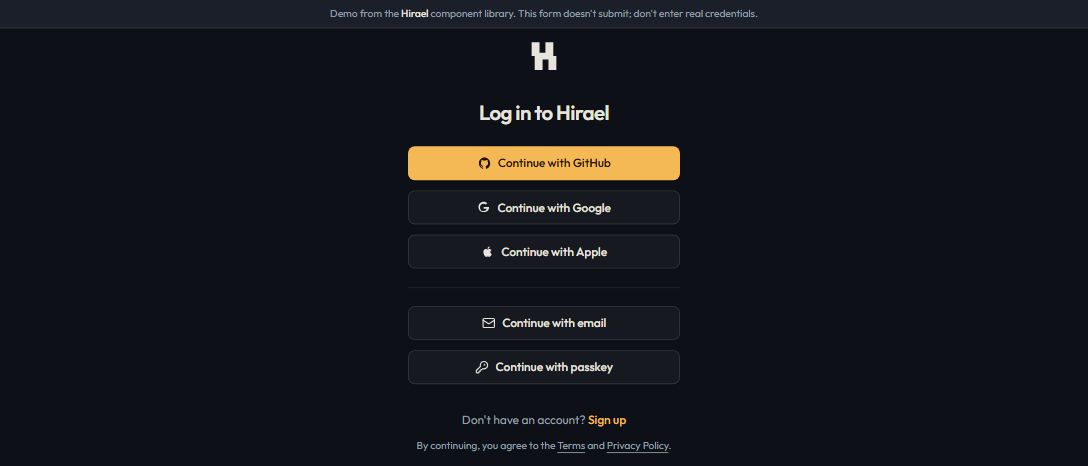 Demo from the Hirael component library. This form doesn't submit; don't enter real credentials.
Log in to Hirael
Continue with GitHub
Continue with Google
Continue with Apple
Continue with email
Continue with passkey
Don't have an account? Sign up
By continuing, you agree to the Terms and Privacy Policy.